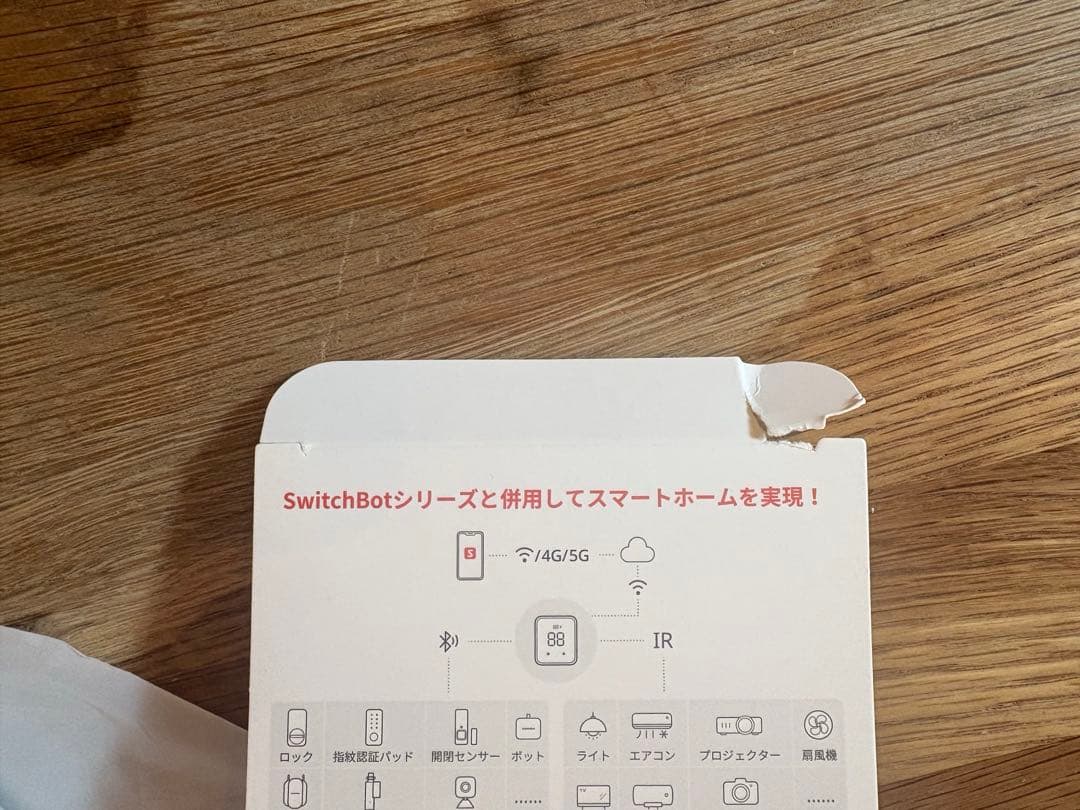 SwitchBotシリーズと併用してスマートホームを実現！
S
/4G/5G
88
IR
ロック 指紋認証パッド 開閉センサー ボット ライト エアコン プロジェクター 扇風機
TV
......
......